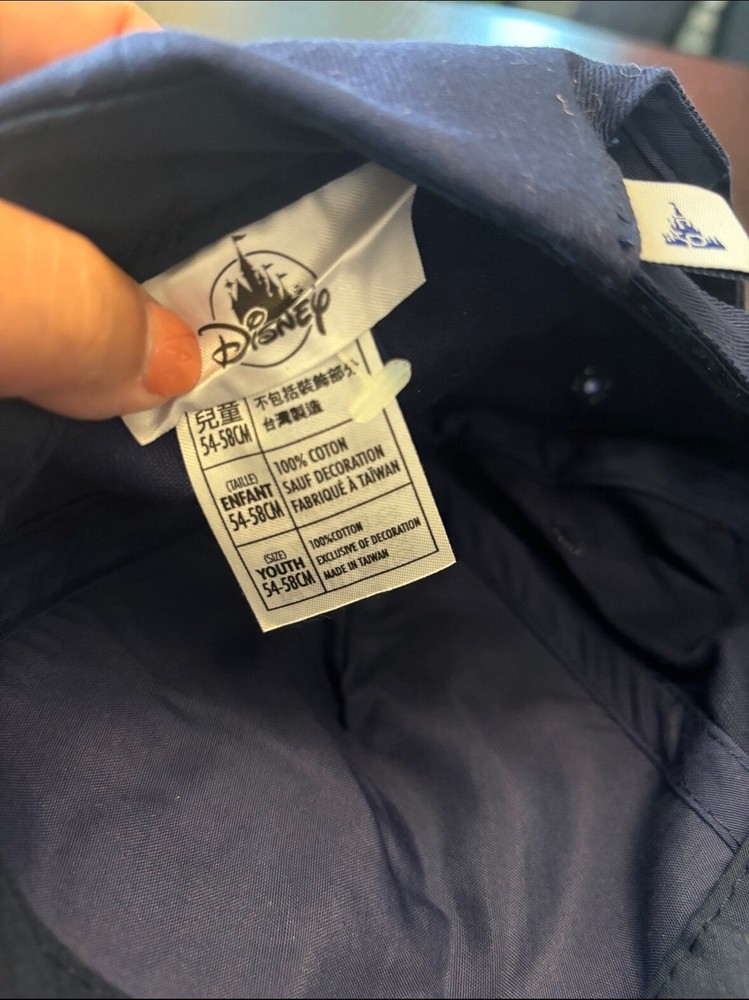 Disney
兒童
54-58CM
不包括裝飾部公
台灣製造
(TAILLE)
ENFANT
54-58CM
100% COTON
SAUF DECORATION
FABRIQUÉ À TAÏWAN
(SIZE)
YOUTH
54-58CM
100%COTTON
EXCLUSIVE OF DECORATION
MADE IN TAIWAN